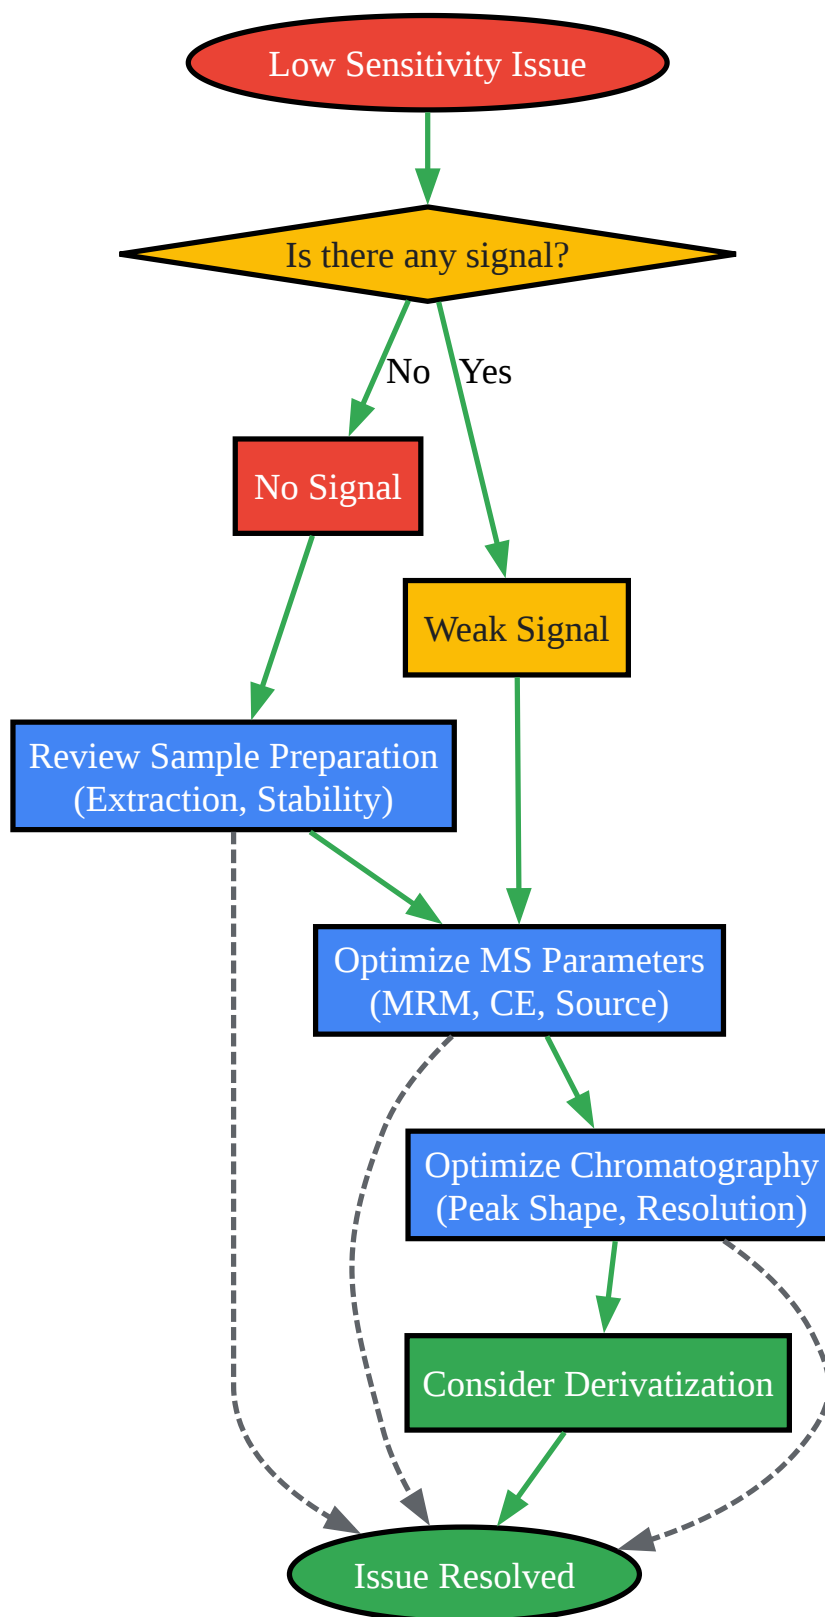 Low Sensitivity Issue
Is there any signal?
No
Yes
No Signal
Weak Signal
Review Sample Preparation
(Extraction, Stability)
Optimize MS Parameters
(MRM, CE, Source)
Optimize Chromatography
(Peak Shape, Resolution)
Consider Derivatization
Issue Resolved